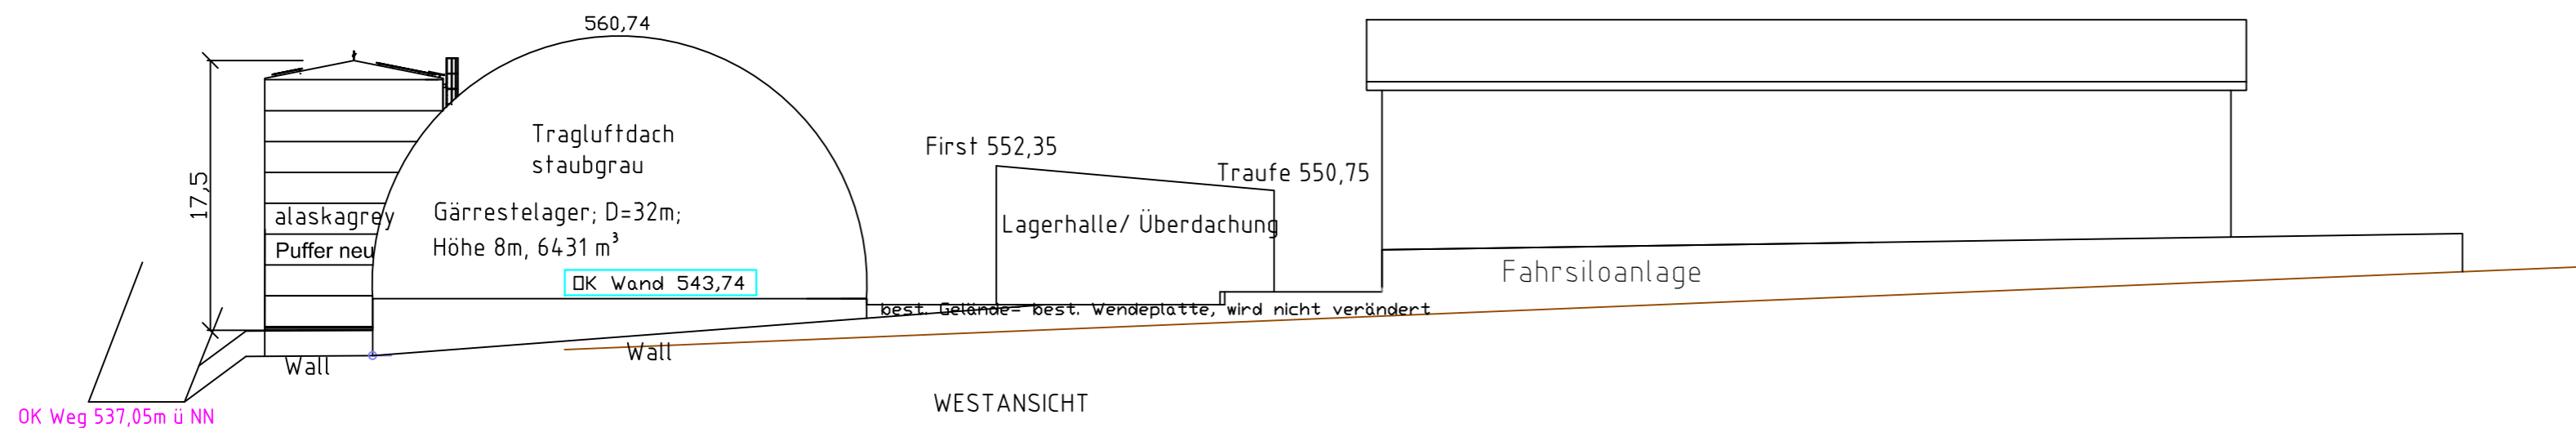 560,74
17,5
Tragluftdach
staubgrau
alaskagrey
Puffer neu
Gärrestelager; D=32m;
Höhe 8m, 6431 m³
OK Wand 543,74
First 552,35
Traufe 550,75
Lagerhalle/ Überdachung
Fahrsiloanlage
best. Gelände= best. Wendeplatte, wird nicht verändert
Wall
Wall
WESTANSICHT
OK Weg 537,05m ü NN